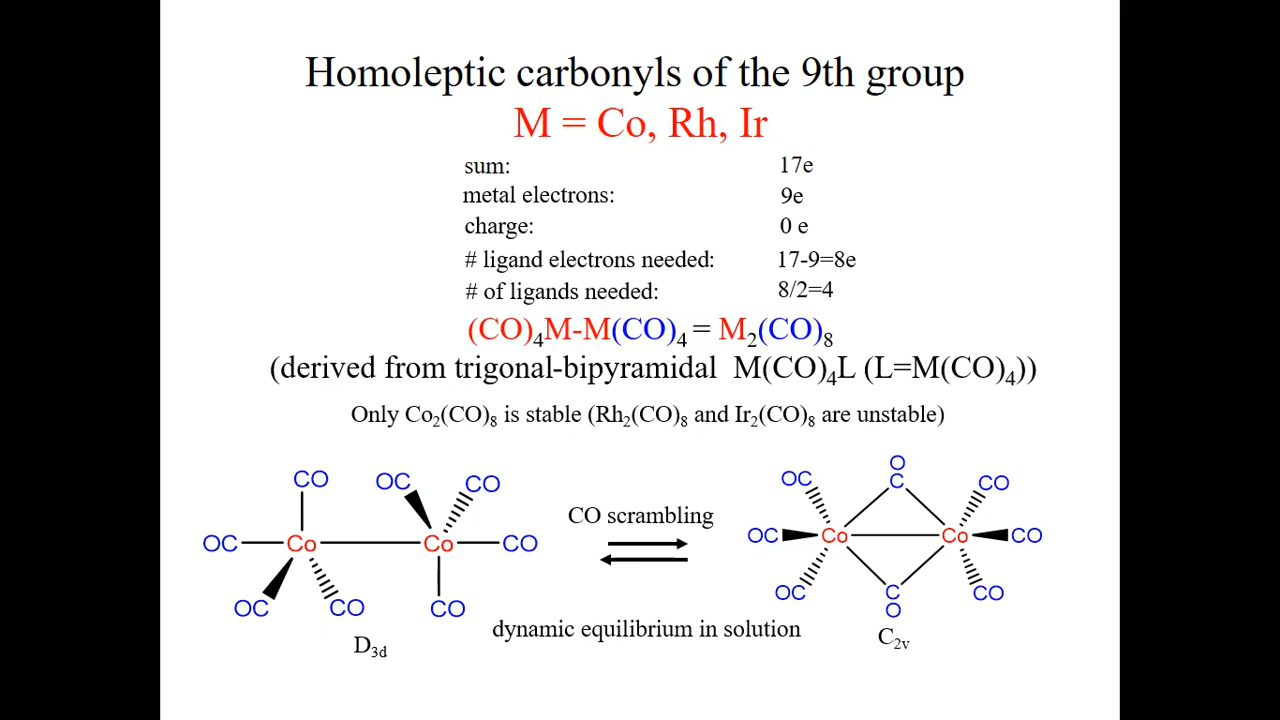 Homoleptic carbonyls of the 9th group
M = Co, Rh, Ir
sum: 17e
metal electrons: 9e
charge: 0 e
# ligand electrons needed: 17-9=8e
# of ligands needed: 8/2=4
(CO)₄M-M(CO)₄ = M₂(CO)₈
(derived from trigonal-bipyramidal M(CO)₄L (L=M(CO)₄))
Only Co₂(CO)₈ is stable (Rh₂(CO)₈ and Ir₂(CO)₈ are unstable)
CO OC CO
OC Co Co CO
OC CO CO
D₃d
CO scrambling
dynamic equilibrium in solution
O
OC C CO
OC Co Co CO
OC C CO
O
C₂v